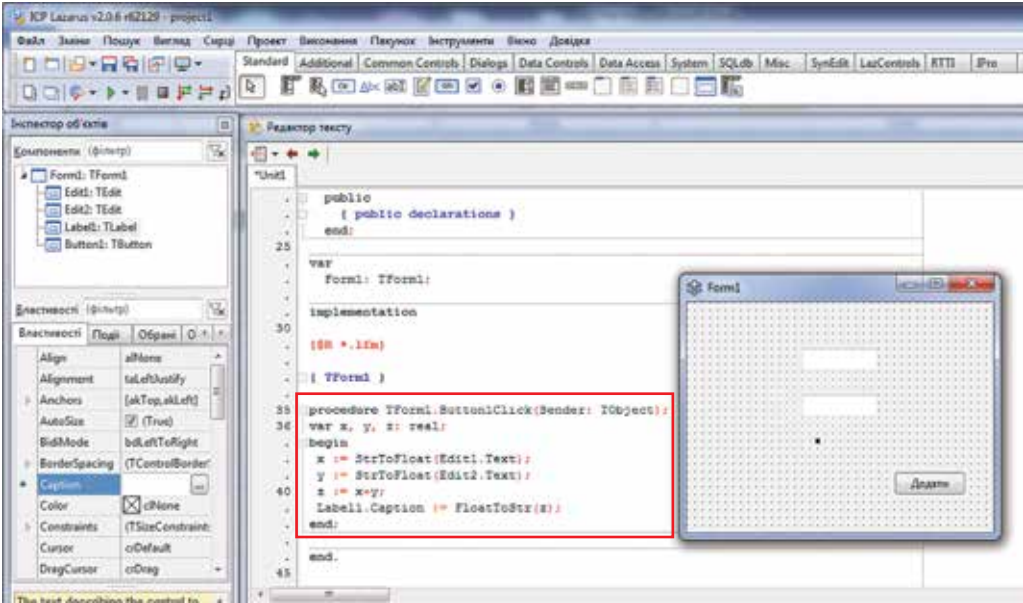 ІСР Lazarus v2.0.6 r62129 - project1
Файл Зміни Пошук Вигляд Сирці Проект Виконання Пакунок Інструменти Вікно Довідка
Standard Additional Common Controls Dialogs Data Controls Data Access System SQLdb Misc SynEdit LazControls RTTI IPro
Інспектор об'єктів
Компоненти (фільтр)
Form1: TForm1
Edit1: TEdit
Edit2: TEdit
Label1: TLabel
Button1: TButton
Властивості (фільтр)
Властивості Події Обрані О
Align alNone
Alignment taLeftJustify
Anchors [akTop,akLeft]
AutoSize (True)
BidiMode bdLeftToRight
BorderSpacing (TControlBorder
Caption ...
Color clNone
Constraints (TSizeConstraint
Cursor crDefault
DragCursor crDrag
The text describing the control to
Редактор тексту
*Unit1
public
{ public declarations }
end;
25
var
Form1: TForm1;
implementation
30
{$R *.lfm}
{ TForm1 }
35 procedure TForm1.Button1Click(Sender: TObject);
36 var x, y, z: real;
begin
x := StrToFloat(Edit1.Text);
y := StrToFloat(Edit2.Text);
40 z := x+y;
Label1.Caption := FloatToStr(z);
end;
end.
45
Form1
Додати